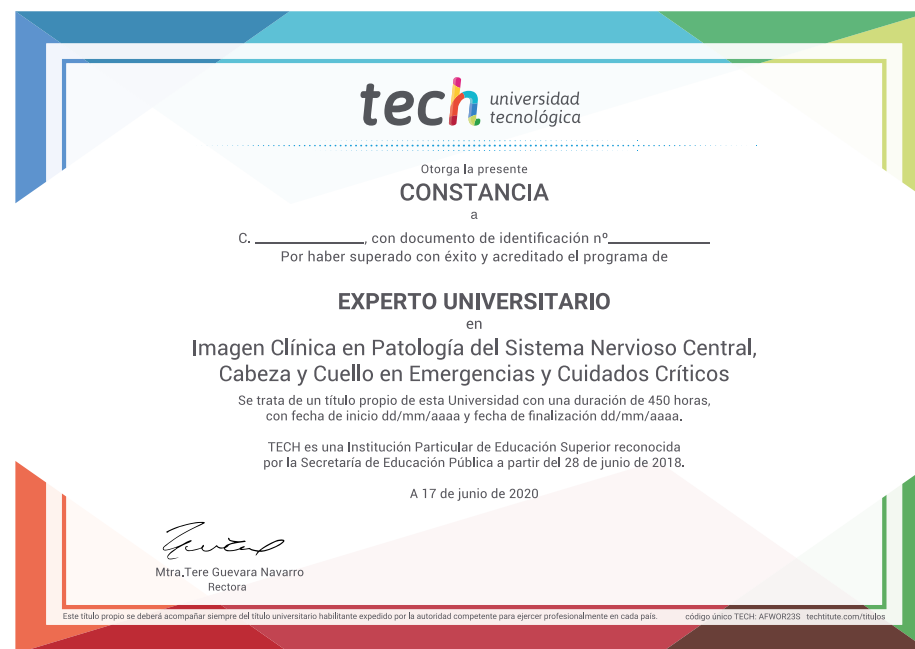 tech universidad
tecnológica
Otorga la presente
CONSTANCIA
a
C. ____________, con documento de identificación nº____________
Por haber superado con éxito y acreditado el programa de
EXPERTO UNIVERSITARIO
en
Imagen Clínica en Patología del Sistema Nervioso Central,
Cabeza y Cuello en Emergencias y Cuidados Críticos
Se trata de un título propio de esta Universidad con una duración de 450 horas,
con fecha de inicio dd/mm/aaaa y fecha de finalización dd/mm/aaaa.
TECH es una Institución Particular de Educación Superior reconocida
por la Secretaría de Educación Pública a partir del 28 de junio de 2018.
A 17 de junio de 2020
Mtra.Tere Guevara Navarro
Rectora
Este título propio se deberá acompañar siempre del título universitario habilitante expedido por la autoridad competente para ejercer profesionalmente en cada país. código único TECH: AFWOR23S techtitute.com/titulos